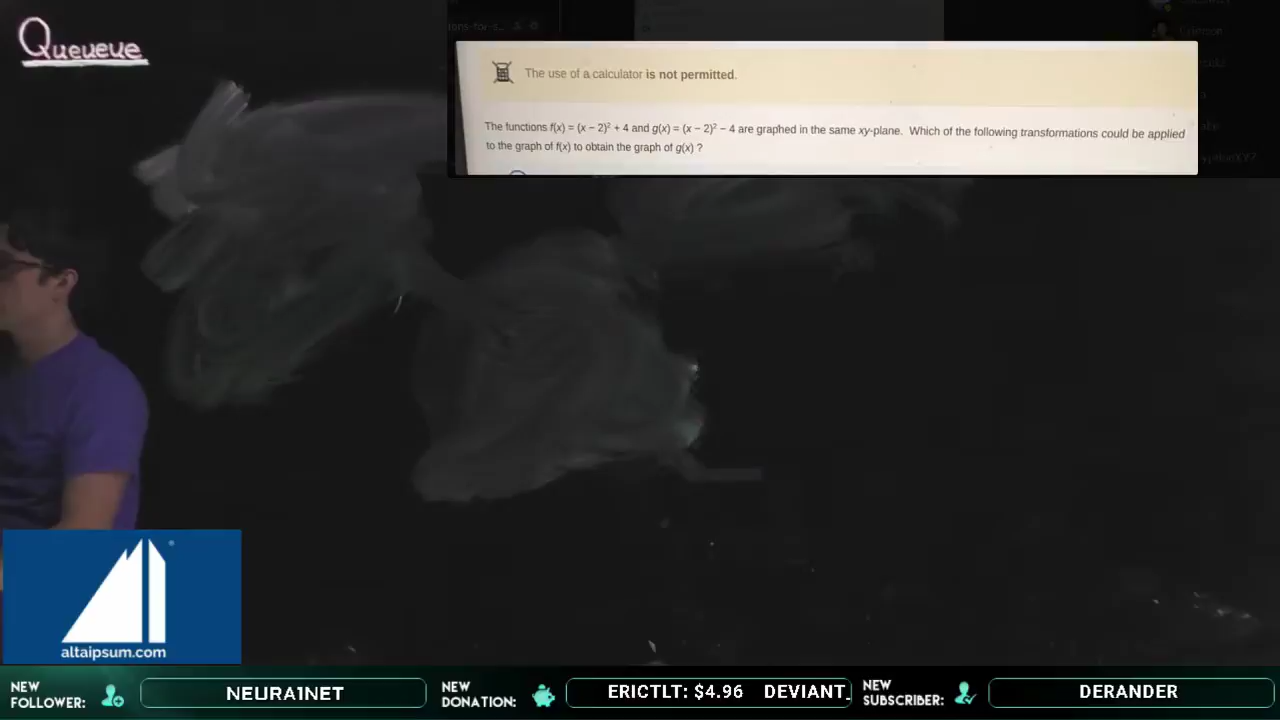 Queueue
ions-for-s...
The use of a calculator is not permitted.
The functions f(x) = (x − 2)² + 4 and g(x) = (x − 2)² − 4 are graphed in the same xy-plane. Which of the following transformations could be applied
to the graph of f(x) to obtain the graph of g(x) ?
altaipsum.com
NEW
FOLLOWER:
NEURA1NET
NEW
DONATION:
ERICTLT: $4.96 DEVIANT_
NEW
SUBSCRIBER:
DERANDER